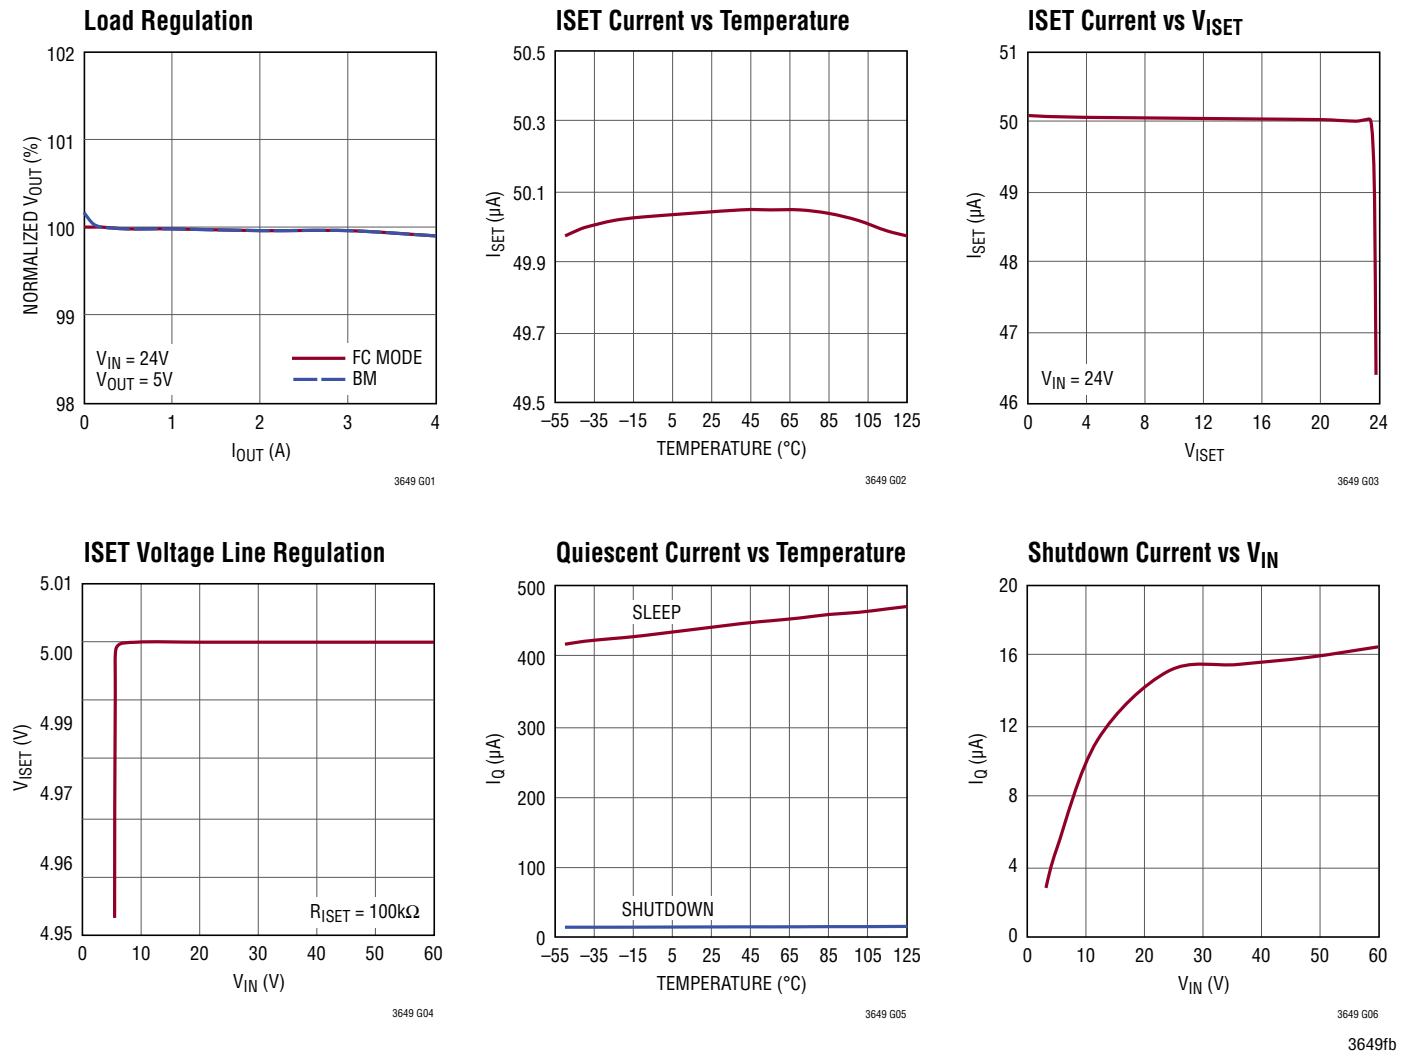 Load Regulation
102
101
100
99
98
NORMALIZED VOUT (%)
VIN = 24V
VOUT = 5V
FC MODE
BM
0 1 2 3 4
IOUT (A)
3649 G01
ISET Current vs Temperature
50.5
50.3
50.1
49.9
49.7
49.5
ISET (µA)
–55 –35 –15 5 25 45 65 85 105 125
TEMPERATURE (°C)
3649 G02
ISET Current vs VISET
51
50
49
48
47
46
ISET (µA)
VIN = 24V
0 4 8 12 16 20 24
VISET
3649 G03
ISET Voltage Line Regulation
5.01
5.00
4.99
4.97
4.96
4.95
VISET (V)
RISET = 100kΩ
0 10 20 30 40 50 60
VIN (V)
3649 G04
Quiescent Current vs Temperature
500
400
300
200
100
0
IQ (µA)
SLEEP
SHUTDOWN
–55 –35 –15 5 25 45 65 85 105 125
TEMPERATURE (°C)
3649 G05
Shutdown Current vs VIN
20
16
12
8
4
0
IQ (µA)
0 10 20 30 40 50 60
VIN (V)
3649 G06
3649fb